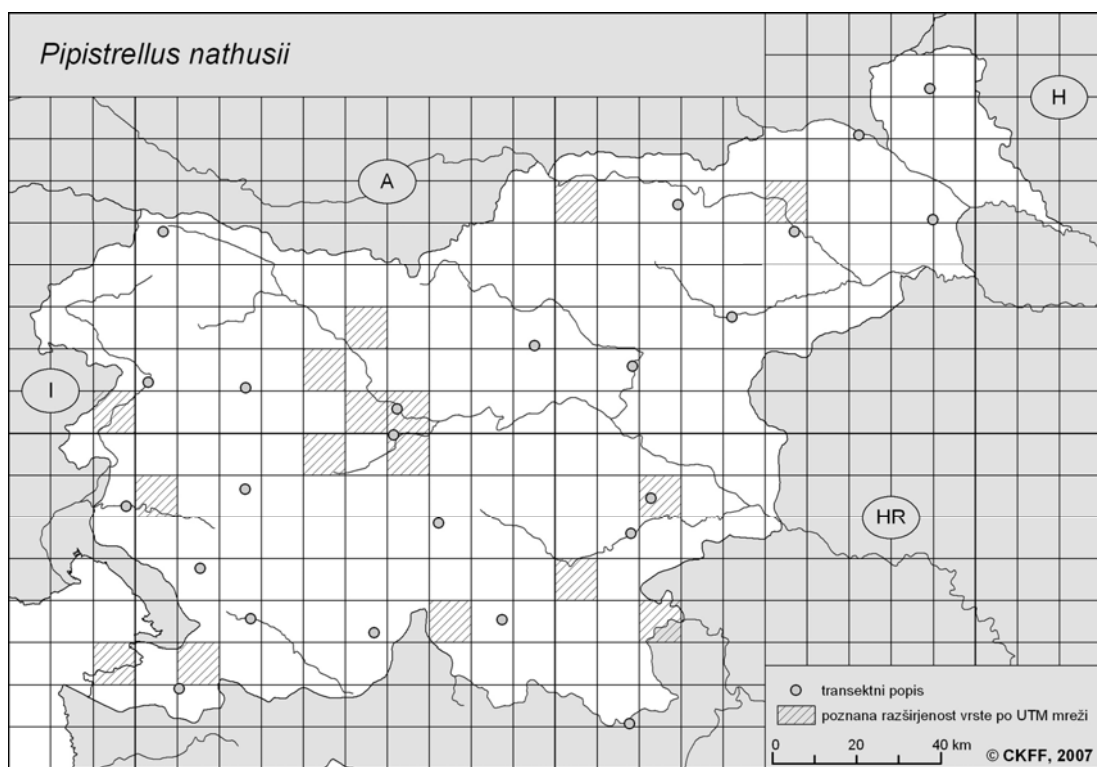 Pipistrellus nathusii
H
A
I
HR
transektni popis
poznana razširjenost vrste po UTM mreži
0 20 40 km
© CKFF, 2007